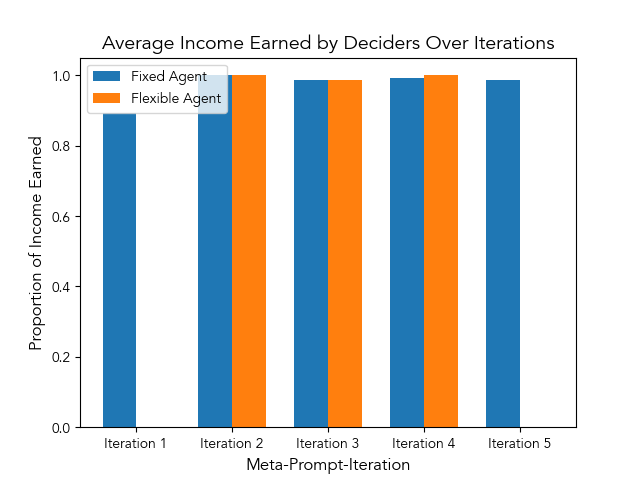 Average Income Earned by Deciders Over Iterations
Fixed Agent
Flexible Agent
Proportion of Income Earned
1.0
0.8
0.6
0.4
0.2
0.0
Iteration 1
Iteration 2
Iteration 3
Iteration 4
Iteration 5
Meta-Prompt-Iteration